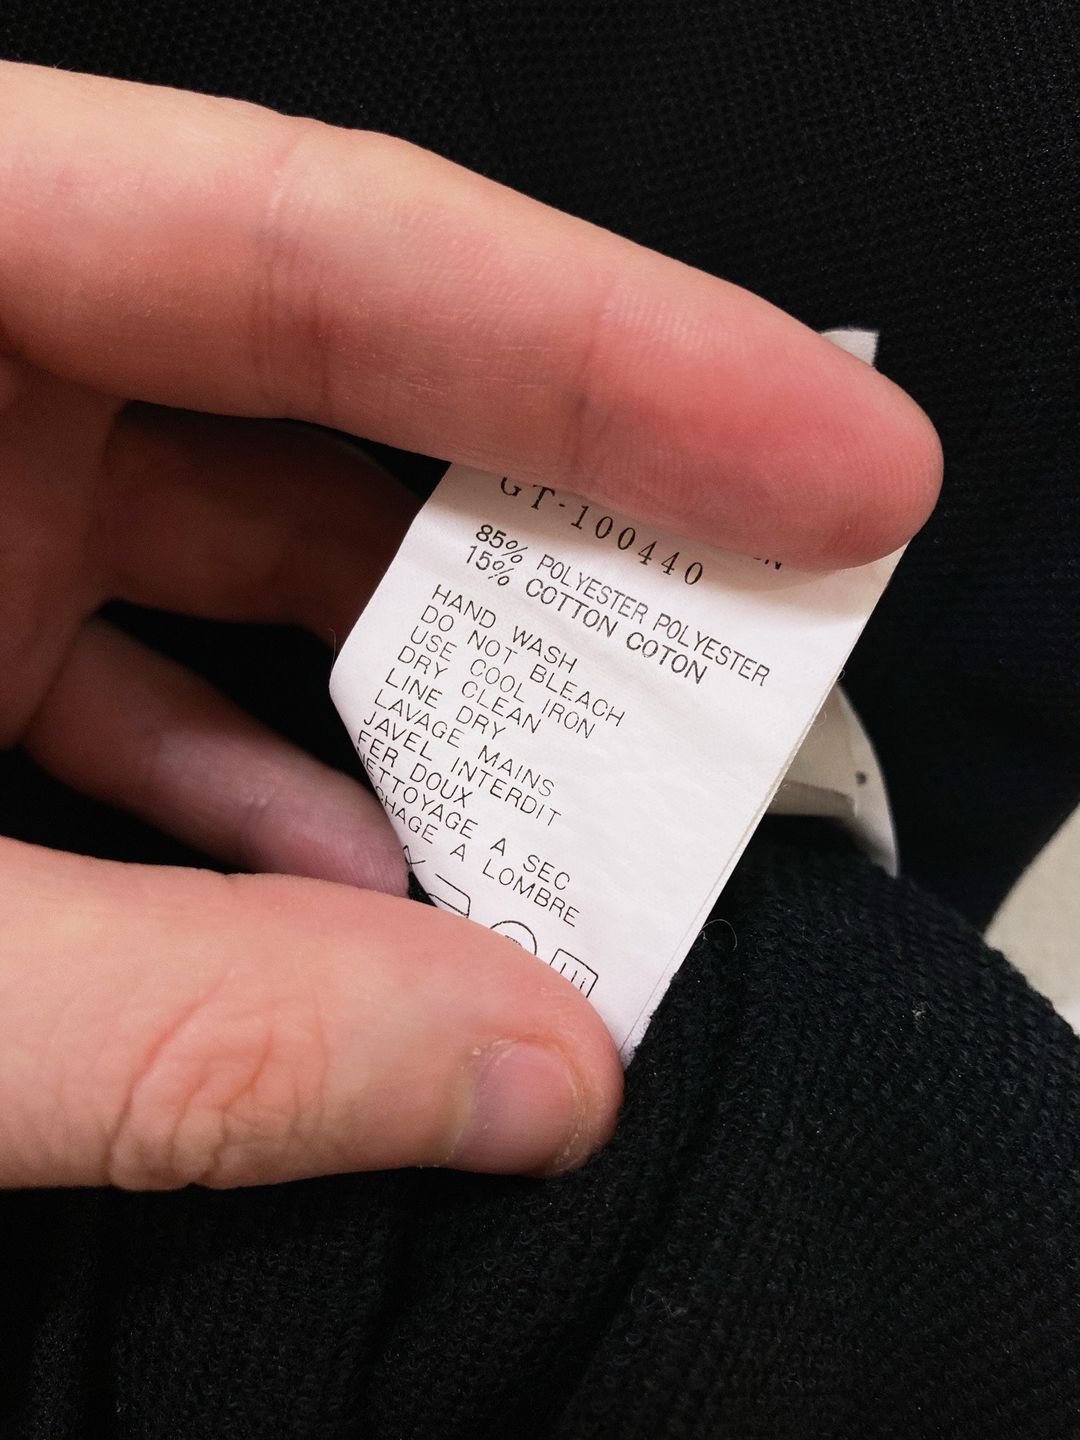 GT-100440
85% POLYESTER POLYESTER
15% COTTON COTON
HAND WASH
DO NOT BLEACH
USE COOL IRON
DRY CLEAN
LINE DRY
LAVAGE MAINS
JAVEL INTERDIT
FER DOUX
NETTOYAGE A SEC
A LOMBRE